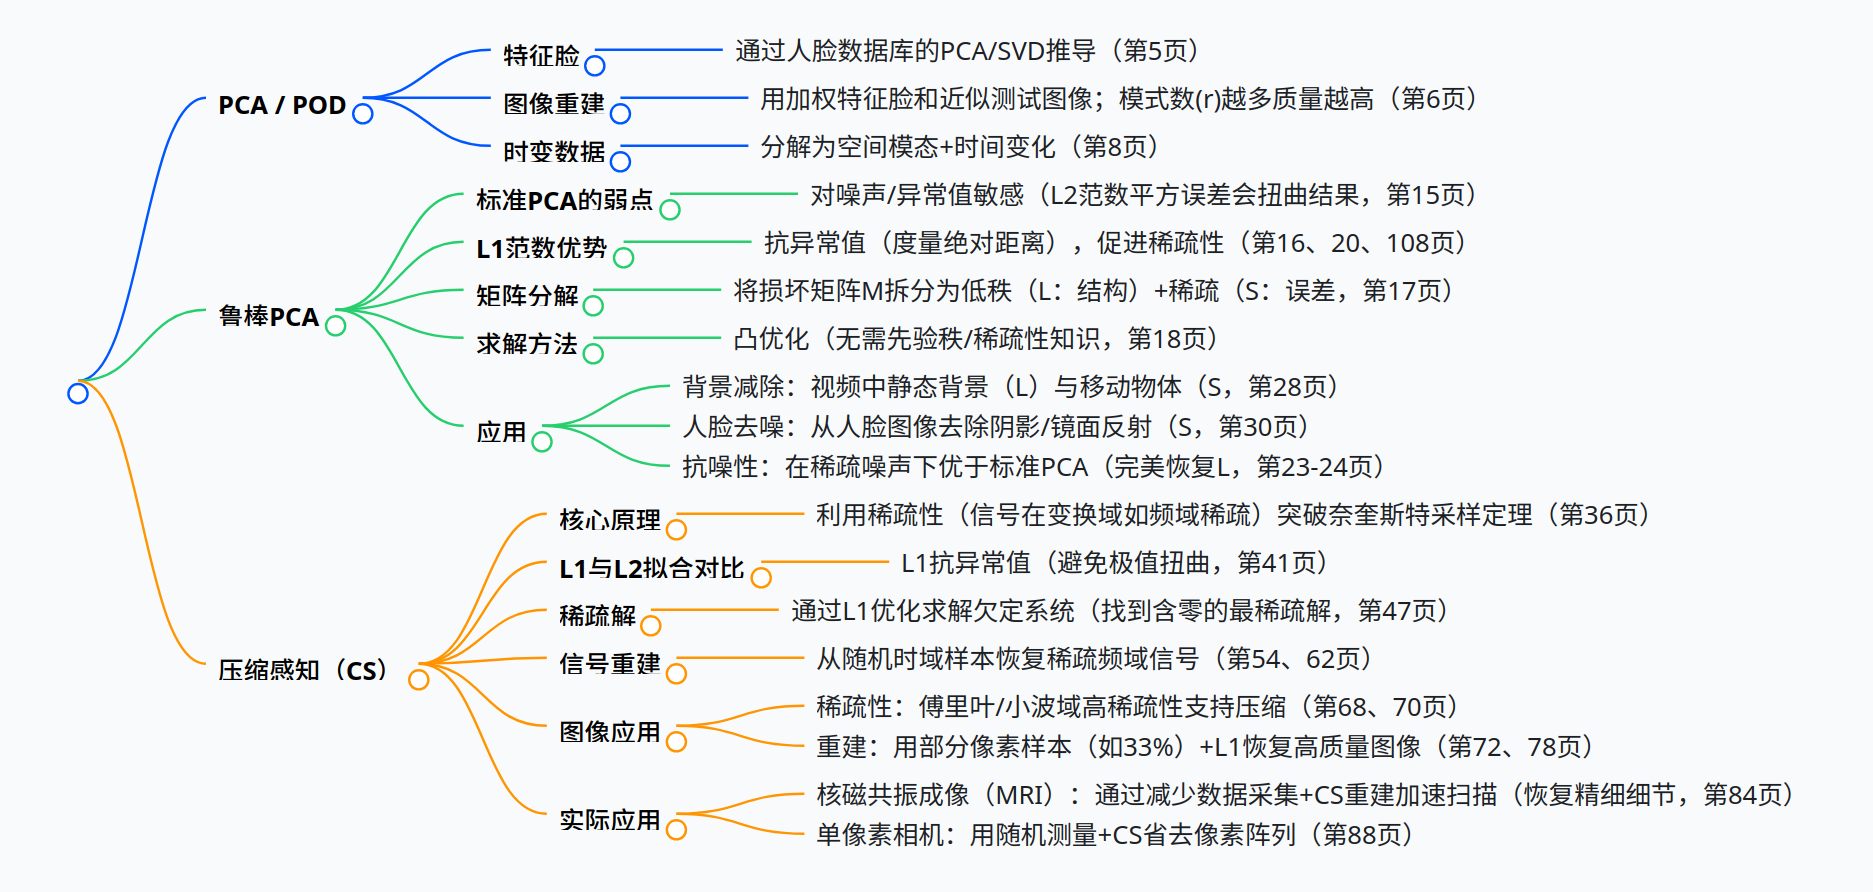 PCA / POD
特征脸
通过人脸数据库的PCA/SVD推导（第5页）
图像重建
用加权特征脸和近似测试图像；模式数(r)越多质量越高（第6页）
时变数据
分解为空间模态+时间变化（第8页）
鲁棒PCA
标准PCA的弱点
对噪声/异常值敏感（L2范数平方误差会扭曲结果，第15页）
L1范数优势
抗异常值（度量绝对距离），促进稀疏性（第16、20、108页）
矩阵分解
将损坏矩阵M拆分为低秩（L：结构）+稀疏（S：误差，第17页）
求解方法
凸优化（无需先验秩/稀疏性知识，第18页）
应用
背景减除：视频中静态背景（L）与移动物体（S，第28页）
人脸去噪：从人脸图像去除阴影/镜面反射（S，第30页）
抗噪性：在稀疏噪声下优于标准PCA（完美恢复L，第23-24页）
压缩感知（CS）
核心原理
利用稀疏性（信号在变换域如频域稀疏）突破奈奎斯特采样定理（第36页）
L1与L2拟合对比
L1抗异常值（避免极值扭曲，第41页）
稀疏解
通过L1优化求解欠定系统（找到含零的最稀疏解，第47页）
信号重建
从随机时域样本恢复稀疏频域信号（第54、62页）
图像应用
稀疏性：傅里叶/小波域高稀疏性支持压缩（第68、70页）
重建：用部分像素样本（如33%）+L1恢复高质量图像（第72、78页）
实际应用
核磁共振成像（MRI）：通过减少数据采集+CS重建加速扫描（恢复精细细节，第84页）
单像素相机：用随机测量+CS省去像素阵列（第88页）